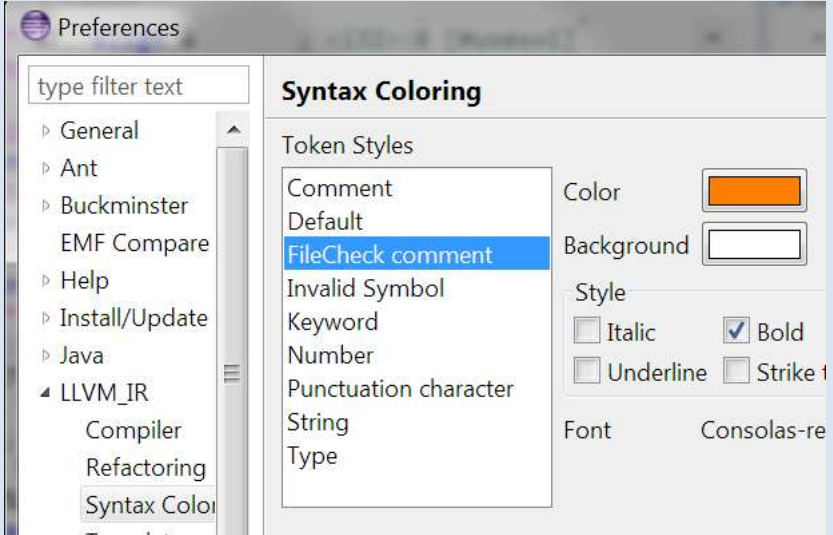 Preferences
type filter text
General
Ant
Buckminster
EMF Compare
Help
Install/Update
Java
LLVM_IR
Compiler
Refactoring
Syntax Color
Syntax Coloring
Token Styles
Comment
Default
FileCheck comment
Invalid Symbol
Keyword
Number
Punctuation character
String
Type
Color
Background
Style
Italic Bold
Underline Strike t
Font Consolas-re